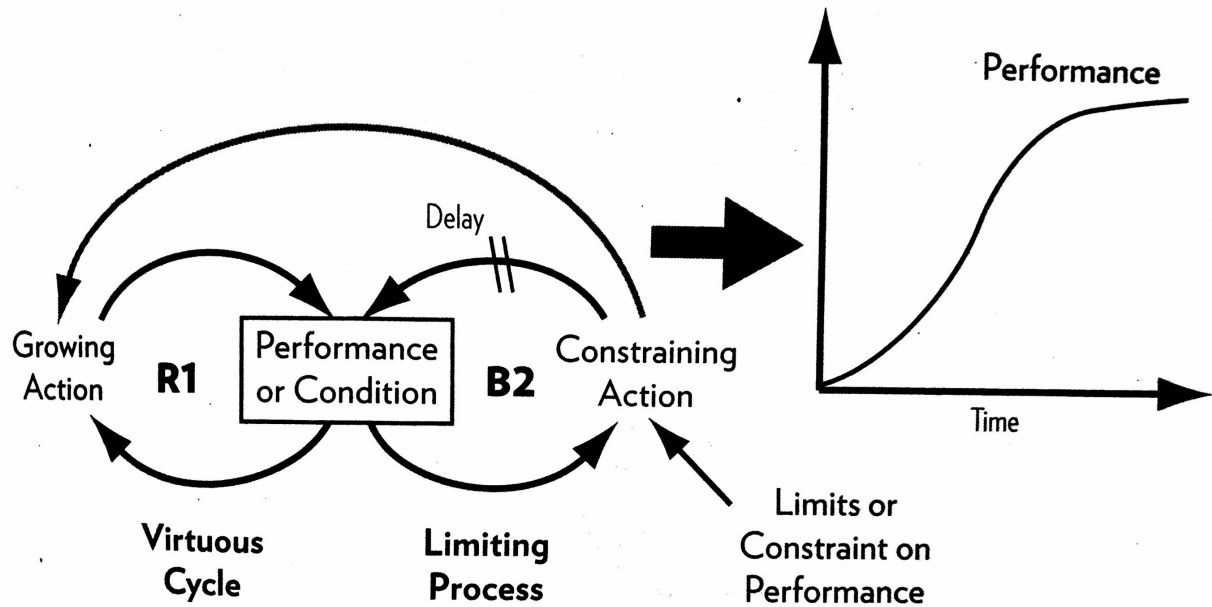 Performance
Delay
Growing
Action
R1
Performance
or Condition
B2
Constraining
Action
Time
Virtuous
Cycle
Limiting
Process
Limits or
Constraint on
Performance